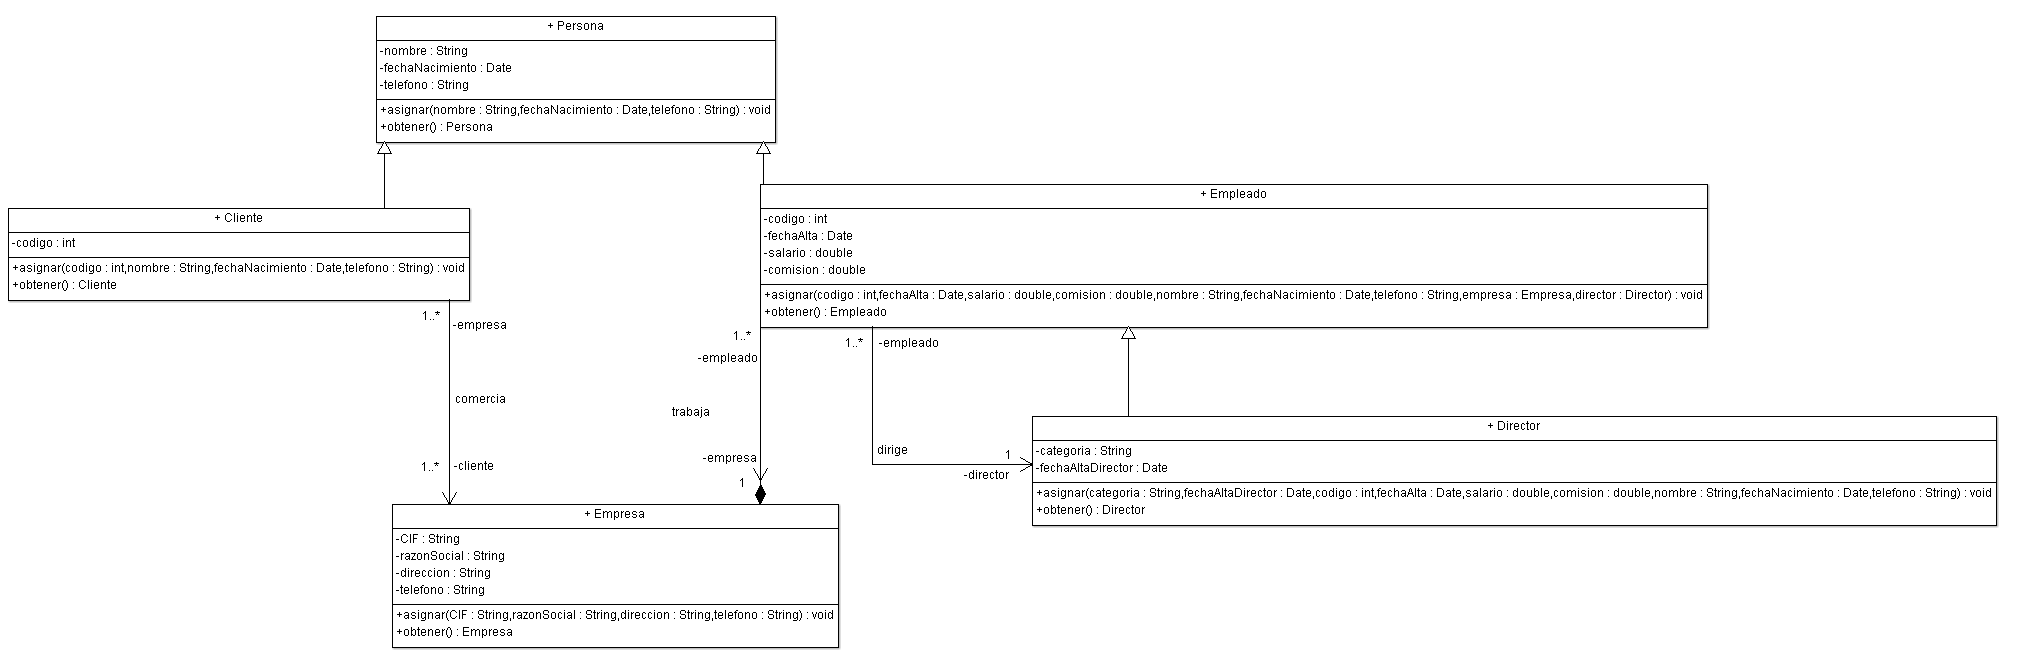 + Persona
-nombre : String
-fechaNacimiento : Date
-telefono : String
+asignar(nombre : String,fechaNacimiento : Date,telefono : String) : void
+obtener() : Persona
+ Cliente
-codigo : int
+asignar(codigo : int,nombre : String,fechaNacimiento : Date,telefono : String) : void
+obtener() : Cliente
+ Empleado
-codigo : int
-fechaAlta : Date
-salario : double
-comision : double
+asignar(codigo : int,fechaAlta : Date,salario : double,comision : double,nombre : String,fechaNacimiento : Date,telefono : String,empresa : Empresa,director : Director) : void
+obtener() : Empleado
1..*
-empresa
comercia
1..*
-cliente
1..*
-empleado
trabaja
-empresa
1
1..*
-empleado
dirige
1
-director
+ Director
-categoria : String
-fechaAltaDirector : Date
+asignar(categoria : String,fechaAltaDirector : Date,codigo : int,fechaAlta : Date,salario : double,comision : double,nombre : String,fechaNacimiento : Date,telefono : String) : void
+obtener() : Director
+ Empresa
-CIF : String
-razonSocial : String
-direccion : String
-telefono : String
+asignar(CIF : String,razonSocial : String,direccion : String,telefono : String) : void
+obtener() : Empresa